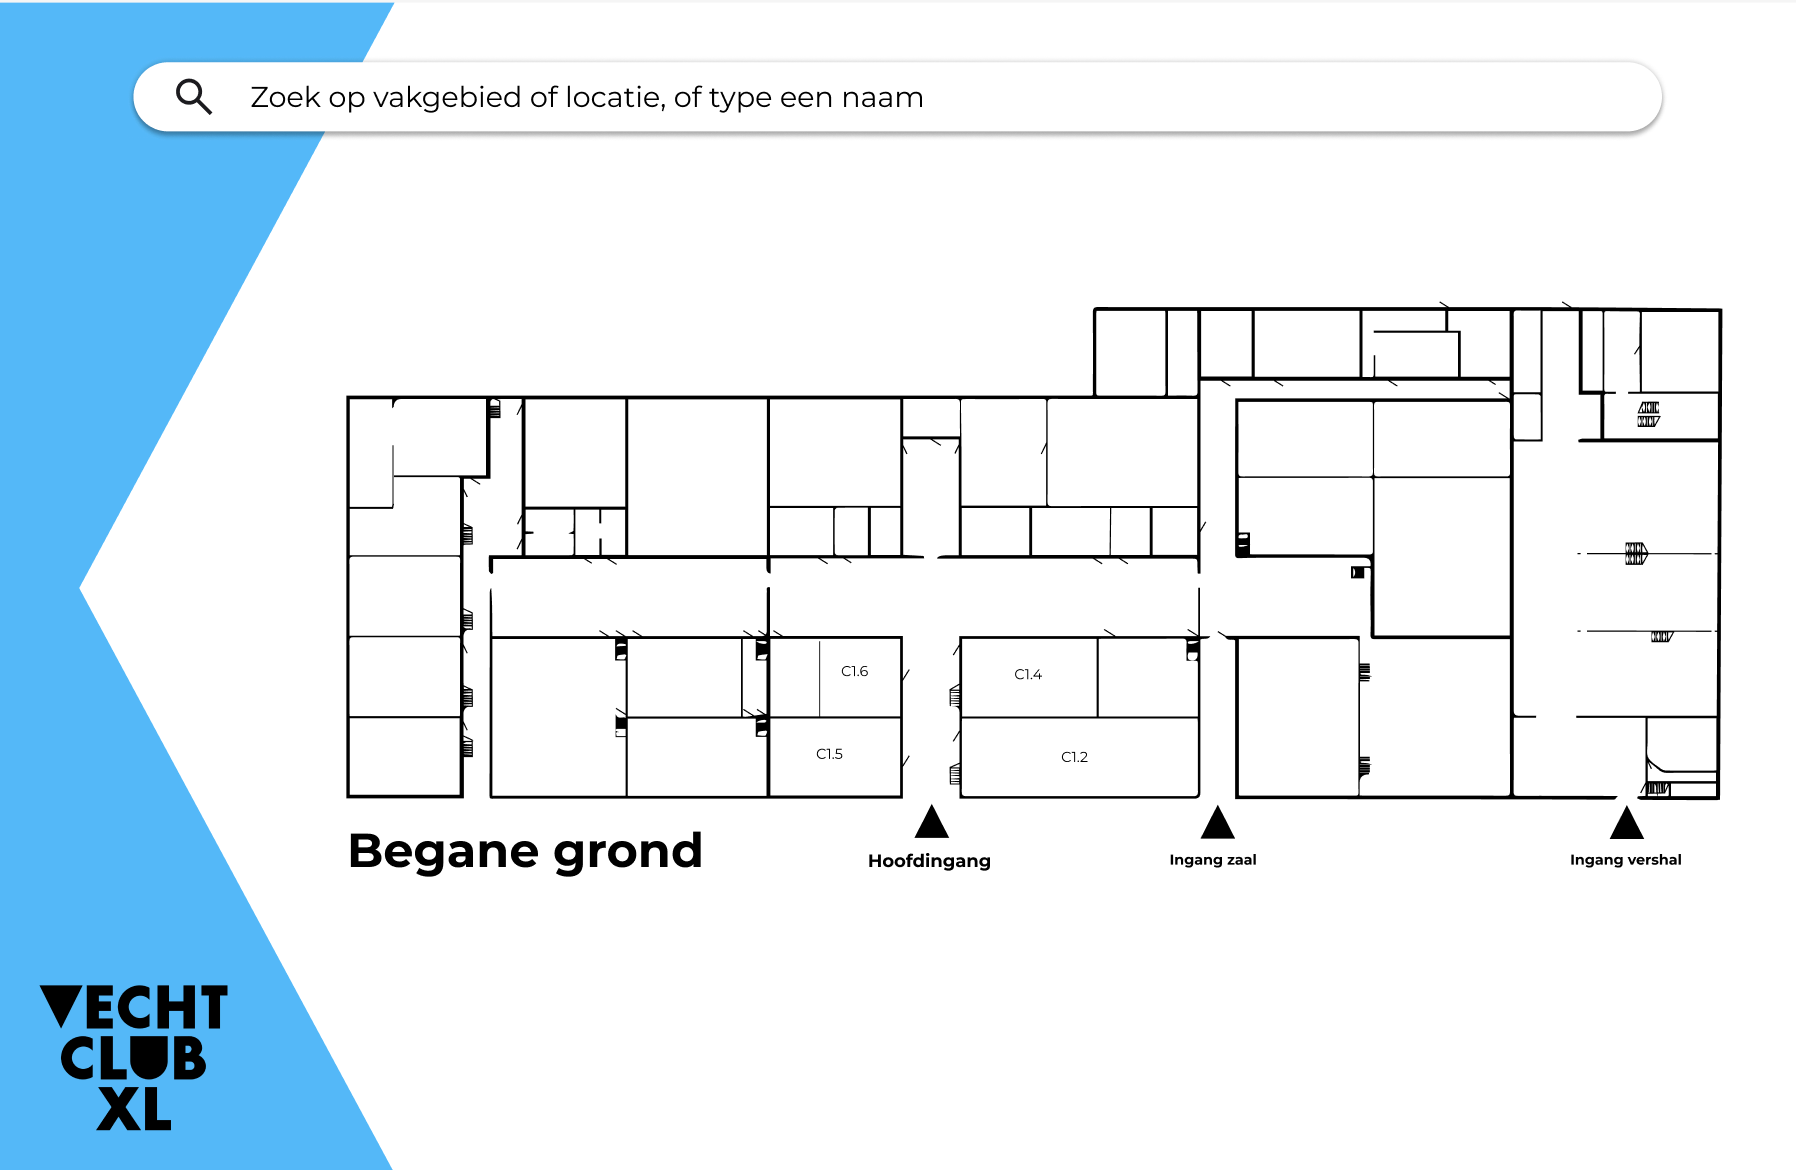 Zoek op vakgebied of locatie, of type een naam
C1.6
C1.4
C1.5
C1.2
Begane grond
Hoofdingang
Ingang zaal
Ingang vershal
VECHT
CLUB
XL